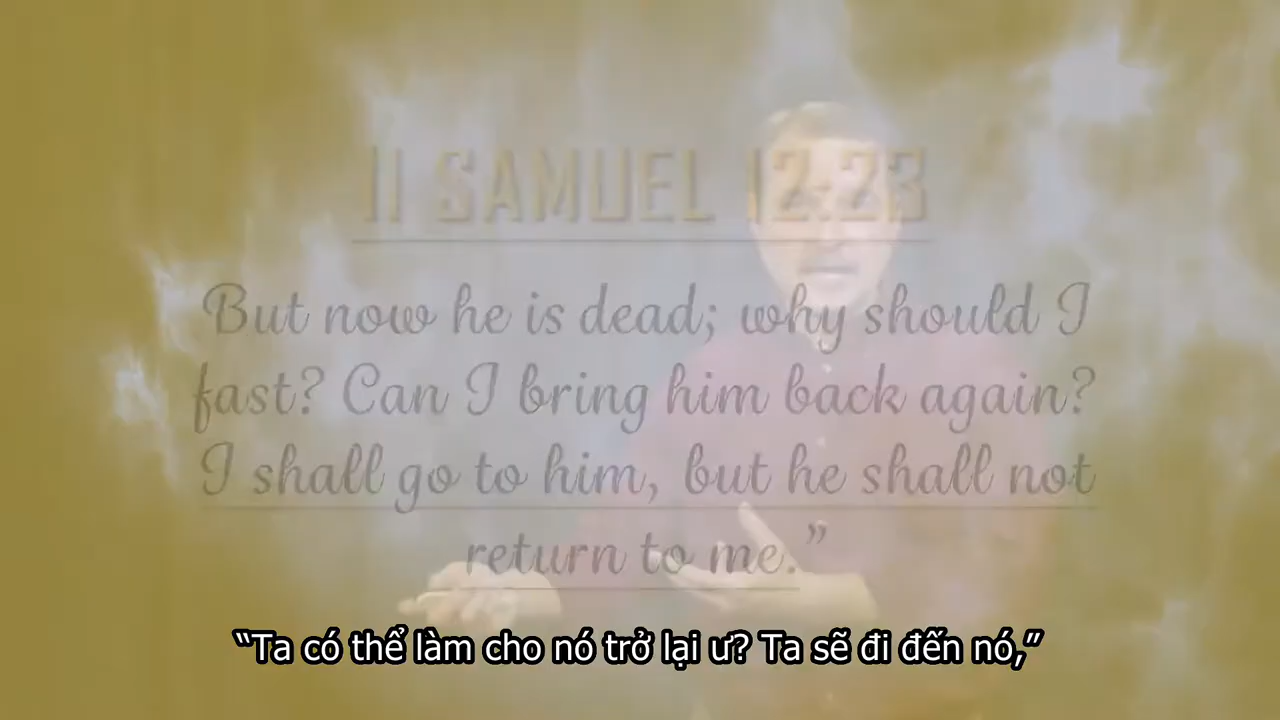 II SAMUEL 12:23
But now he is dead; why should I
fast? Can I bring him back again?
I shall go to him, but he shall not
return to me.”
“Ta có thể làm cho nó trở lại ư? Ta sẽ đi đến nó,”